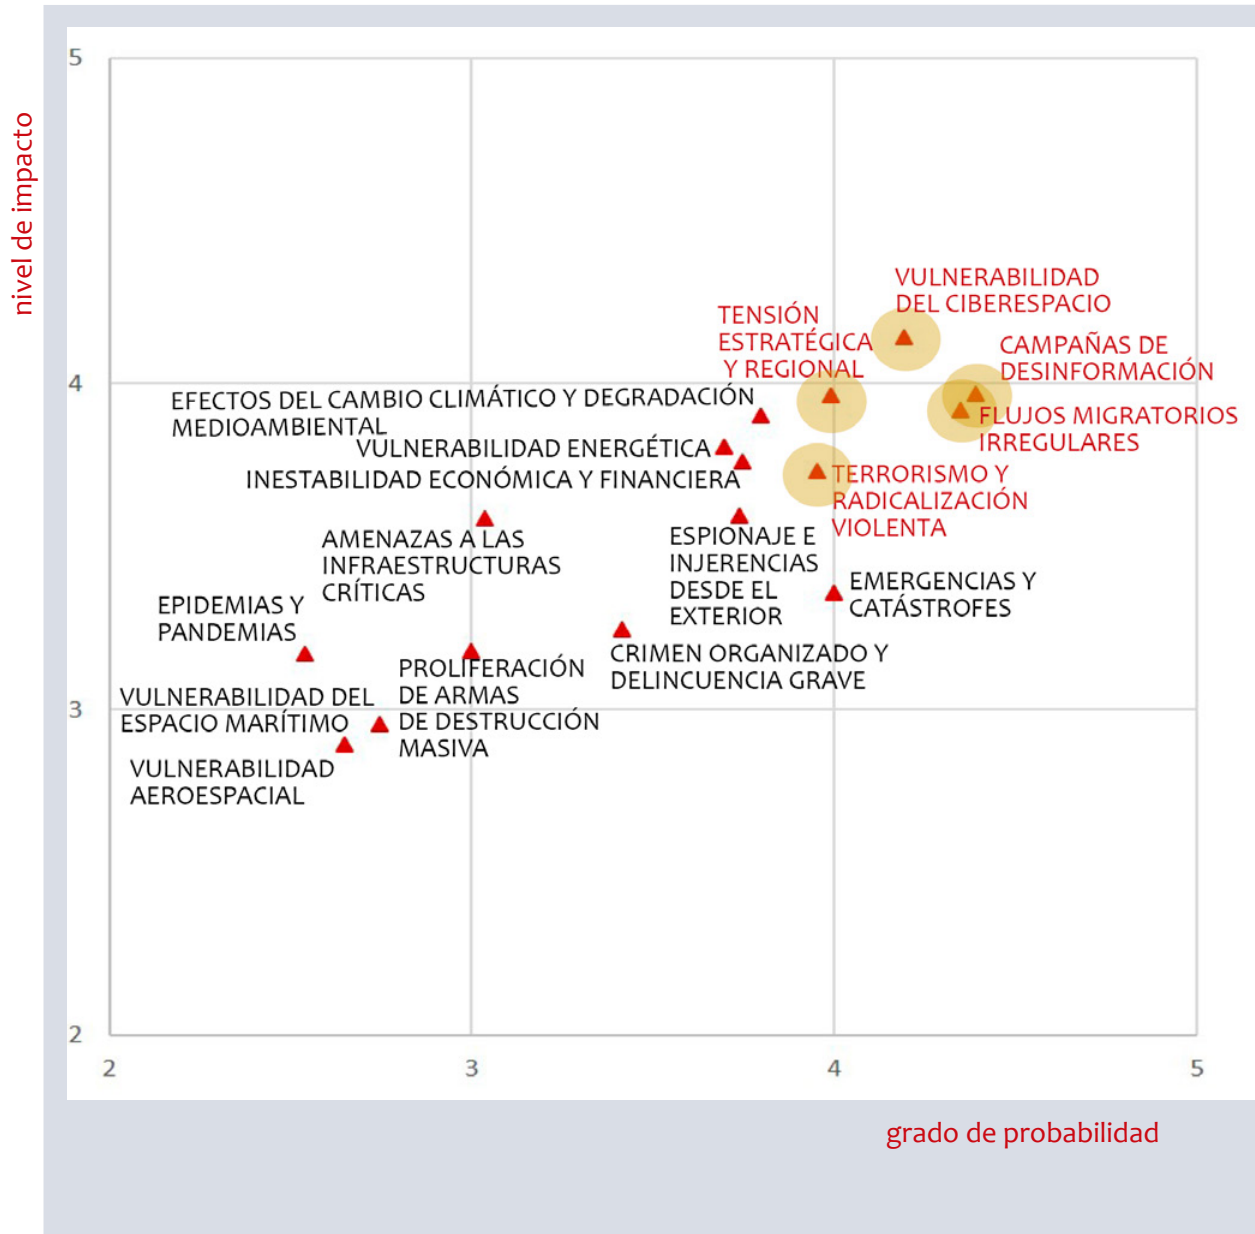 5
nivel de impacto
VULNERABILIDAD
DEL CIBERESPACIO
TENSIÓN
ESTRATÉGICA
Y REGIONAL
CAMPAÑAS DE
DESINFORMACIÓN
4
EFECTOS DEL CAMBIO CLIMÁTICO Y DEGRADACIÓN
MEDIOAMBIENTAL
FLUJOS MIGRATORIOS
IRREGULARES
VULNERABILIDAD ENERGÉTICA
INESTABILIDAD ECONÓMICA Y FINANCIERA
TERRORISMO Y
RADICALIZACIÓN
VIOLENTA
AMENAZAS A LAS
INFRAESTRUCTURAS
CRÍTICAS
ESPIONAJE E
INJERENCIAS
DESDE EL
EXTERIOR
EMERGENCIAS Y
CATÁSTROFES
EPIDEMIAS Y
PANDEMIAS
CRIMEN ORGANIZADO Y
DELINCUENCIA GRAVE
PROLIFERACIÓN
DE ARMAS
DE DESTRUCCIÓN
MASIVA
VULNERABILIDAD DEL
ESPACIO MARÍTIMO
3
VULNERABILIDAD
AEROESPACIAL
2
2
3
4
5
grado de probabilidad